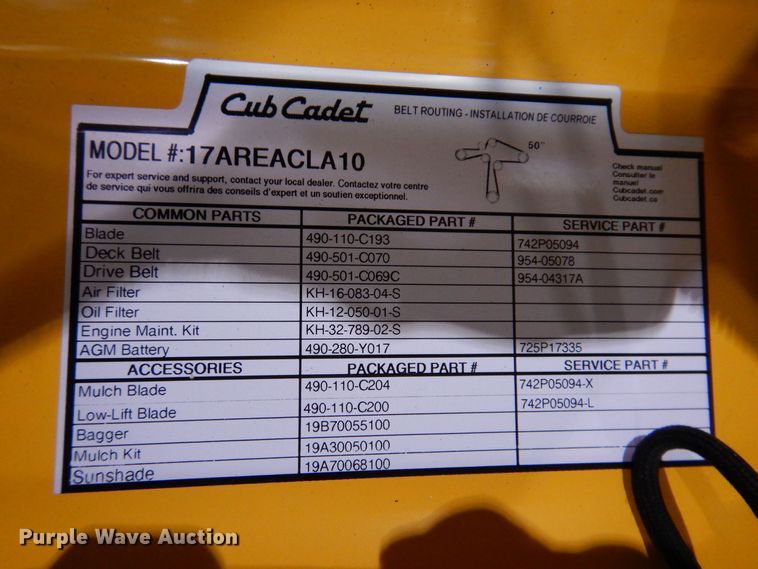 Cub Cadet
BELT ROUTING - INSTALLATION DE COURROIE
MODEL #:17AREACLA10
50"
For expert service and support, contact your local dealer. Contactez votre centre
de service qui vous offrira des conseils d'expert et un soutien exceptionnel.
Check manual
Consulter le
manuel
Cubcadet.com
Cubcadet.ca
COMMON PARTS PACKAGED PART # SERVICE PART #
Blade 490-110-C193 742P05094
Deck Belt 490-501-C070 954-05078
Drive Belt 490-501-C069C 954-04317A
Air Filter KH-16-083-04-S
Oil Filter KH-12-050-01-S
Engine Maint. Kit KH-32-789-02-S
AGM Battery 490-280-Y017 725P17335
ACCESSORIES PACKAGED PART # SERVICE PART #
Mulch Blade 490-110-C204 742P05094-X
Low-Lift Blade 490-110-C200 742P05094-L
Bagger 19B70055100
Mulch Kit 19A30050100
Sunshade 19A70068100
Purple Wave Auction